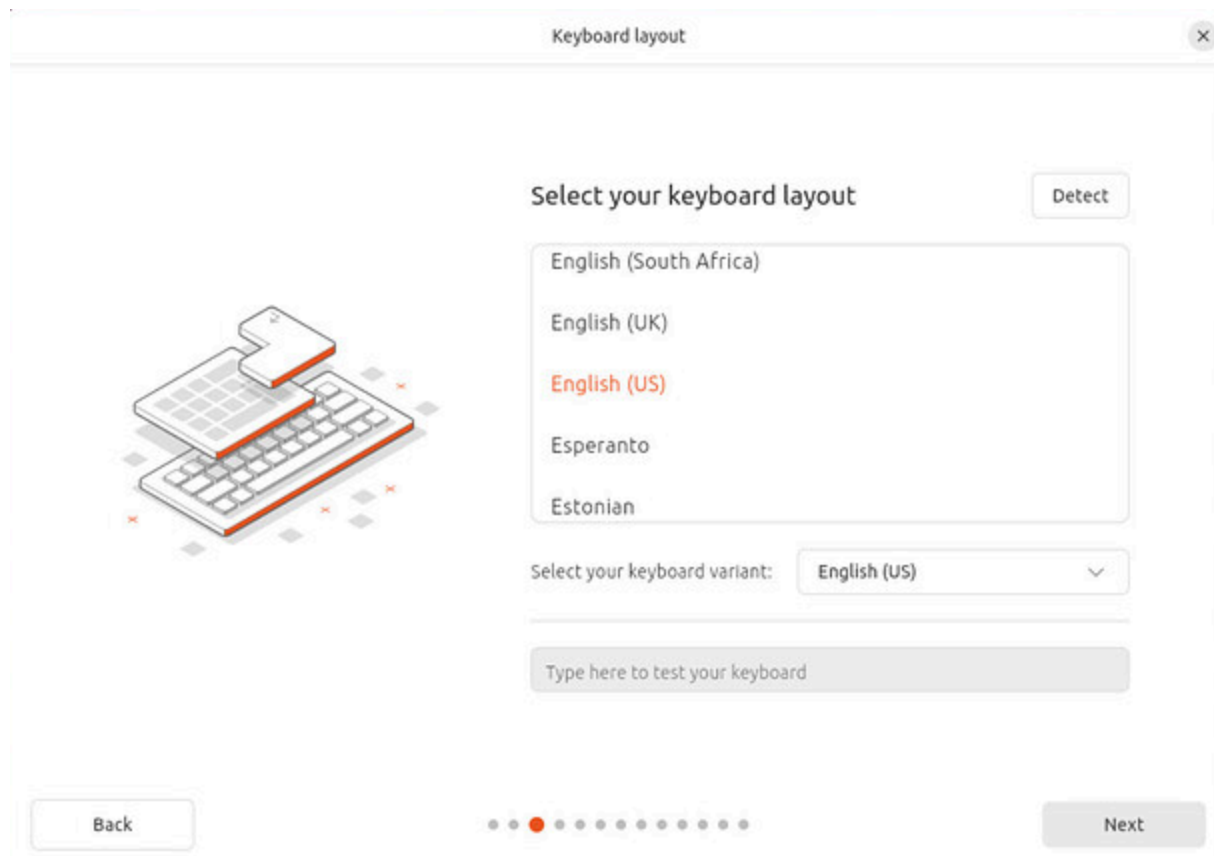 Keyboard layout
Select your keyboard layout
Detect
English (South Africa)
English (UK)
English (US)
Esperanto
Estonian
Select your keyboard variant: English (US)
Type here to test your keyboard
Back
Next